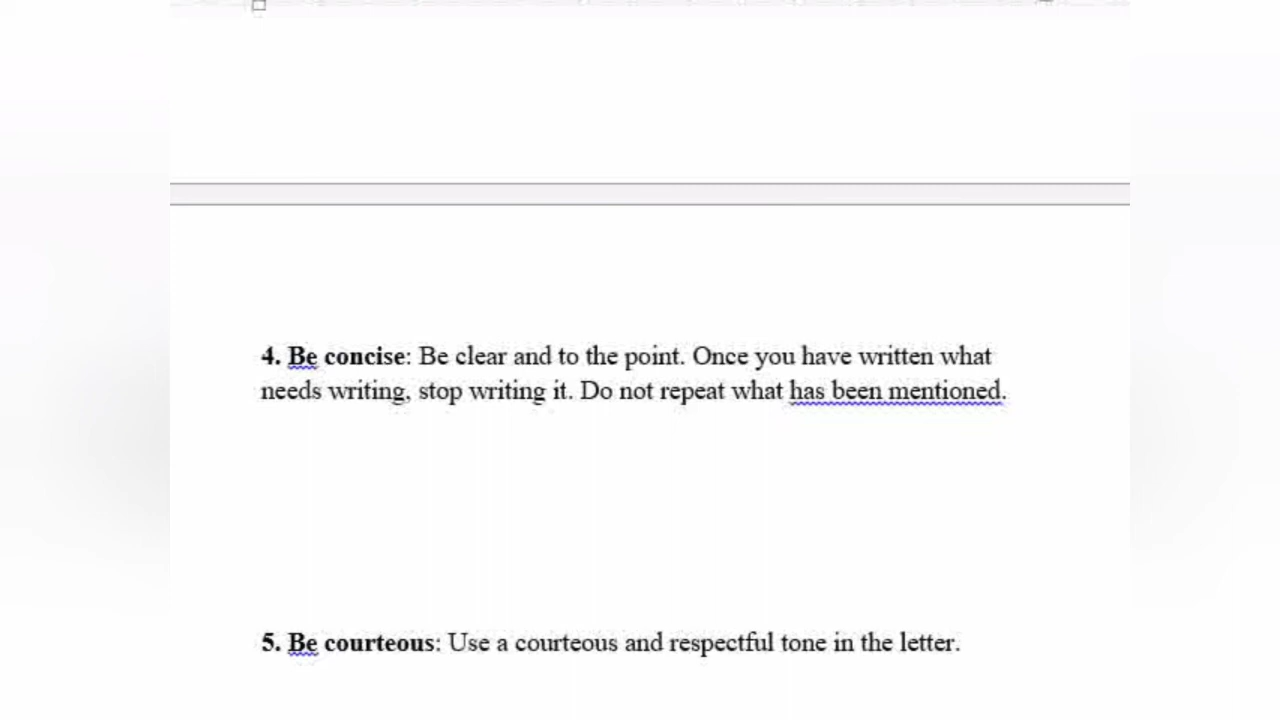 4. Be concise: Be clear and to the point. Once you have written what
needs writing, stop writing it. Do not repeat what has been mentioned.
5. Be courteous: Use a courteous and respectful tone in the letter.